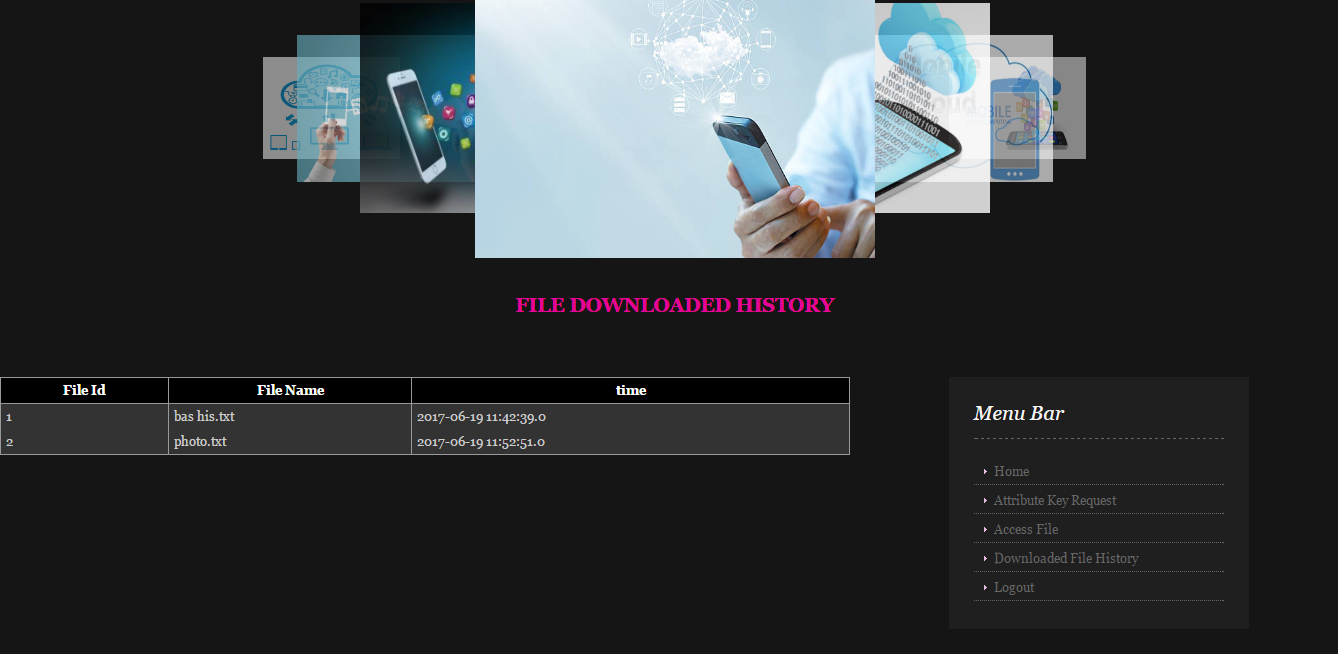 FILE DOWNLOADED HISTORY
File Id File Name time
1 bas his.txt 2017-06-19 11:42:39.0
2 photo.txt 2017-06-19 11:52:51.0
Menu Bar
Home
Attribute Key Request
Access File
Downloaded File History
Logout